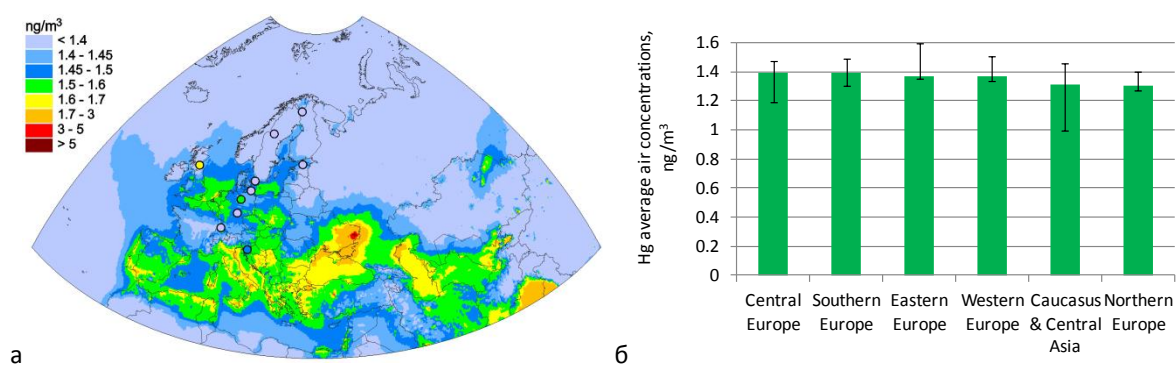 ng/m³
< 1.4
1.4 - 1.45
1.45 - 1.5
1.5 - 1.6
1.6 - 1.7
1.7 - 3
3 - 5
> 5
а
Hg average air concentrations,
ng /m³
1.6
1.4
1.2
1
0.8
0.6
0.4
0.2
0
Central Southern Eastern Western Caucasus Northern
Europe Europe Europe Europe & Central Europe
Asia
б